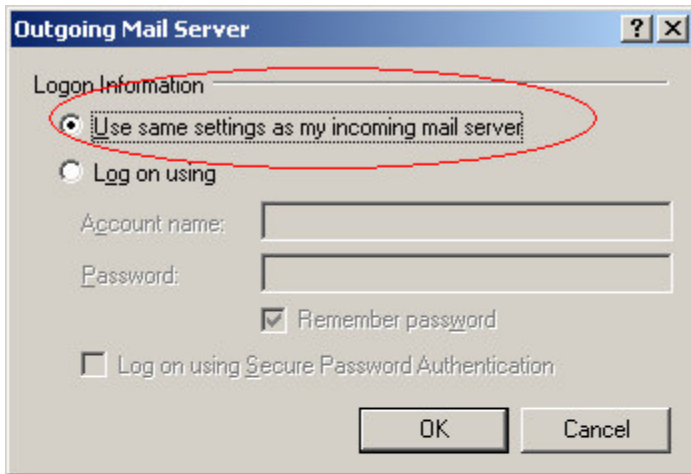 Outgoing Mail Server
Logon Information
Use same settings as my incoming mail server
Log on using
Account name:
Password:
Remember password
Log on using Secure Password Authentication
OK Cancel